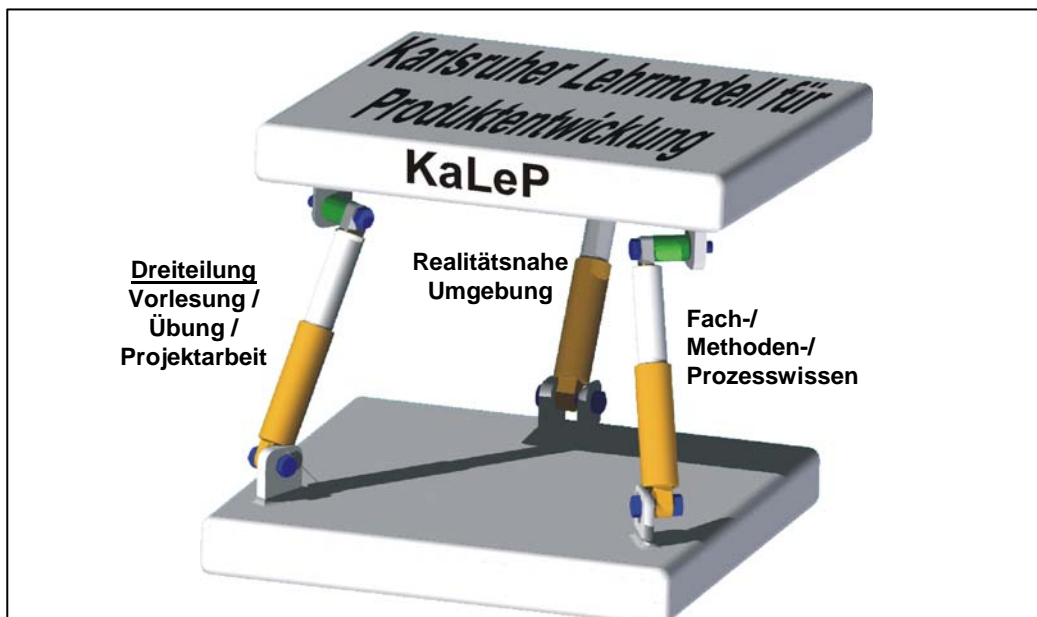 Karlsruher Lehrmodell für
Produktentwicklung
KaLeP
Dreiteilung
Vorlesung /
Übung /
Projektarbeit
Realitätsnahe
Umgebung
Fach-/
Methoden-/
Prozesswissen